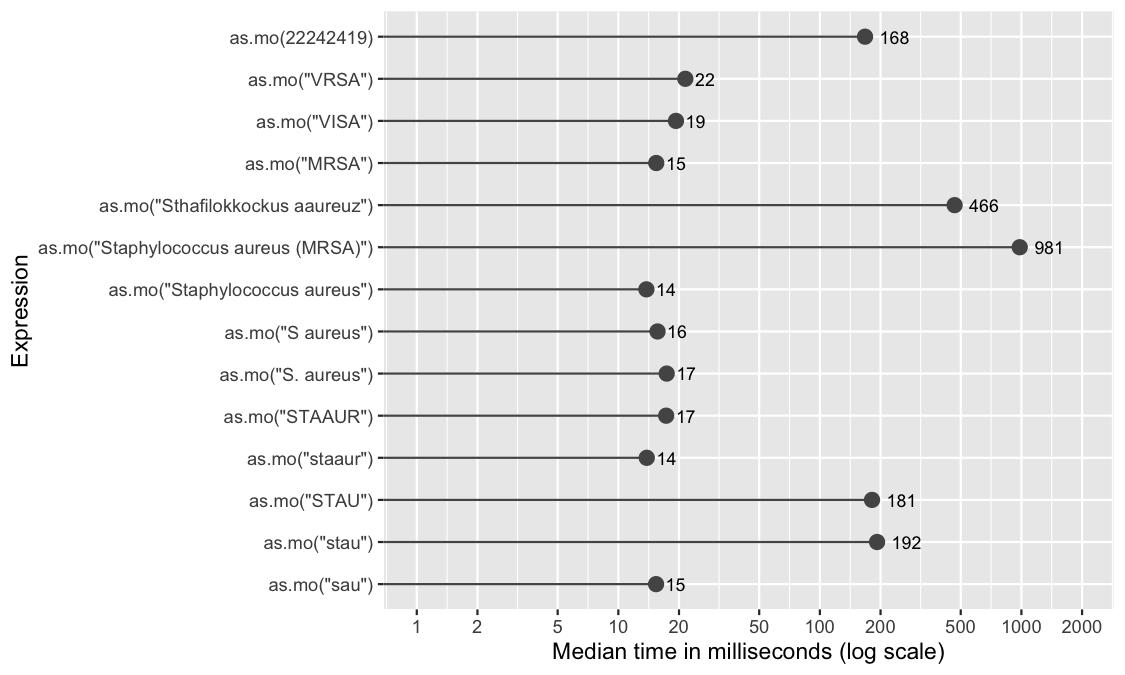 as.mo(22242419)
168
as.mo("VRSA")
22
as.mo("VISA")
19
as.mo("MRSA")
15
as.mo("Sthafilokkockus aaureuz")
466
as.mo("Staphylococcus aureus (MRSA)")
981
as.mo("Staphylococcus aureus")
14
as.mo("S aureus")
16
as.mo("S. aureus")
17
as.mo("STAAUR")
17
as.mo("staaur")
14
as.mo("STAU")
181
as.mo("stau")
192
as.mo("sau")
15
Expression
1 2 5 10 20 50 100 200 500 1000 2000
Median time in milliseconds (log scale)